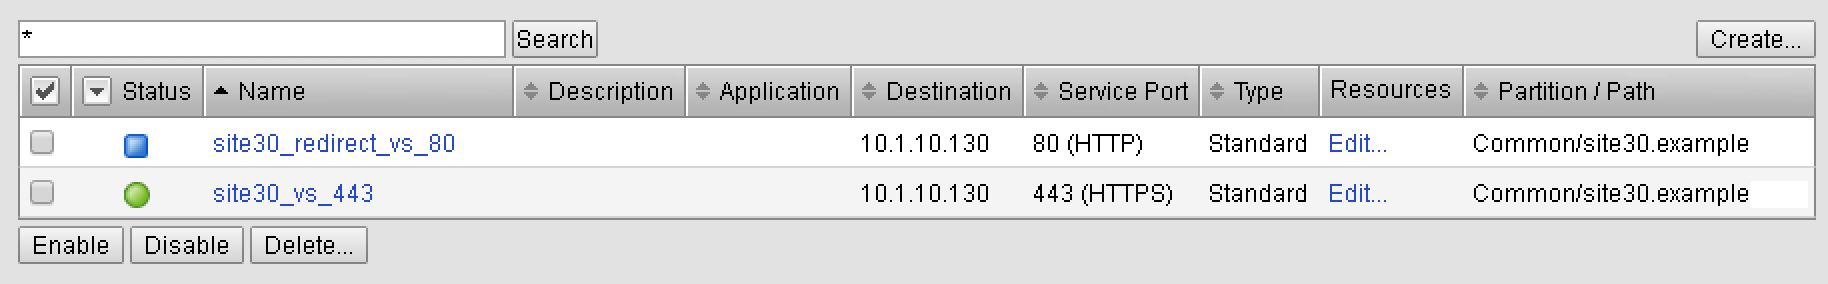 * Search Create...
Status Name Description Application Destination Service Port Type Resources Partition / Path
site30_redirect_vs_80 10.1.10.130 80 (HTTP) Standard Edit... Common/site30.example
site30_vs_443 10.1.10.130 443 (HTTPS) Standard Edit... Common/site30.example
Enable Disable Delete...